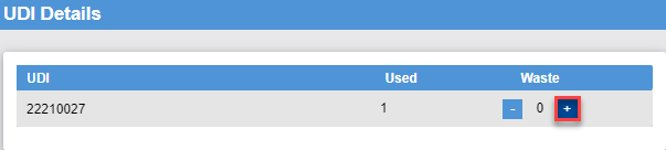 UDI Details
UDI Used Waste
22210027 1 - 0 +